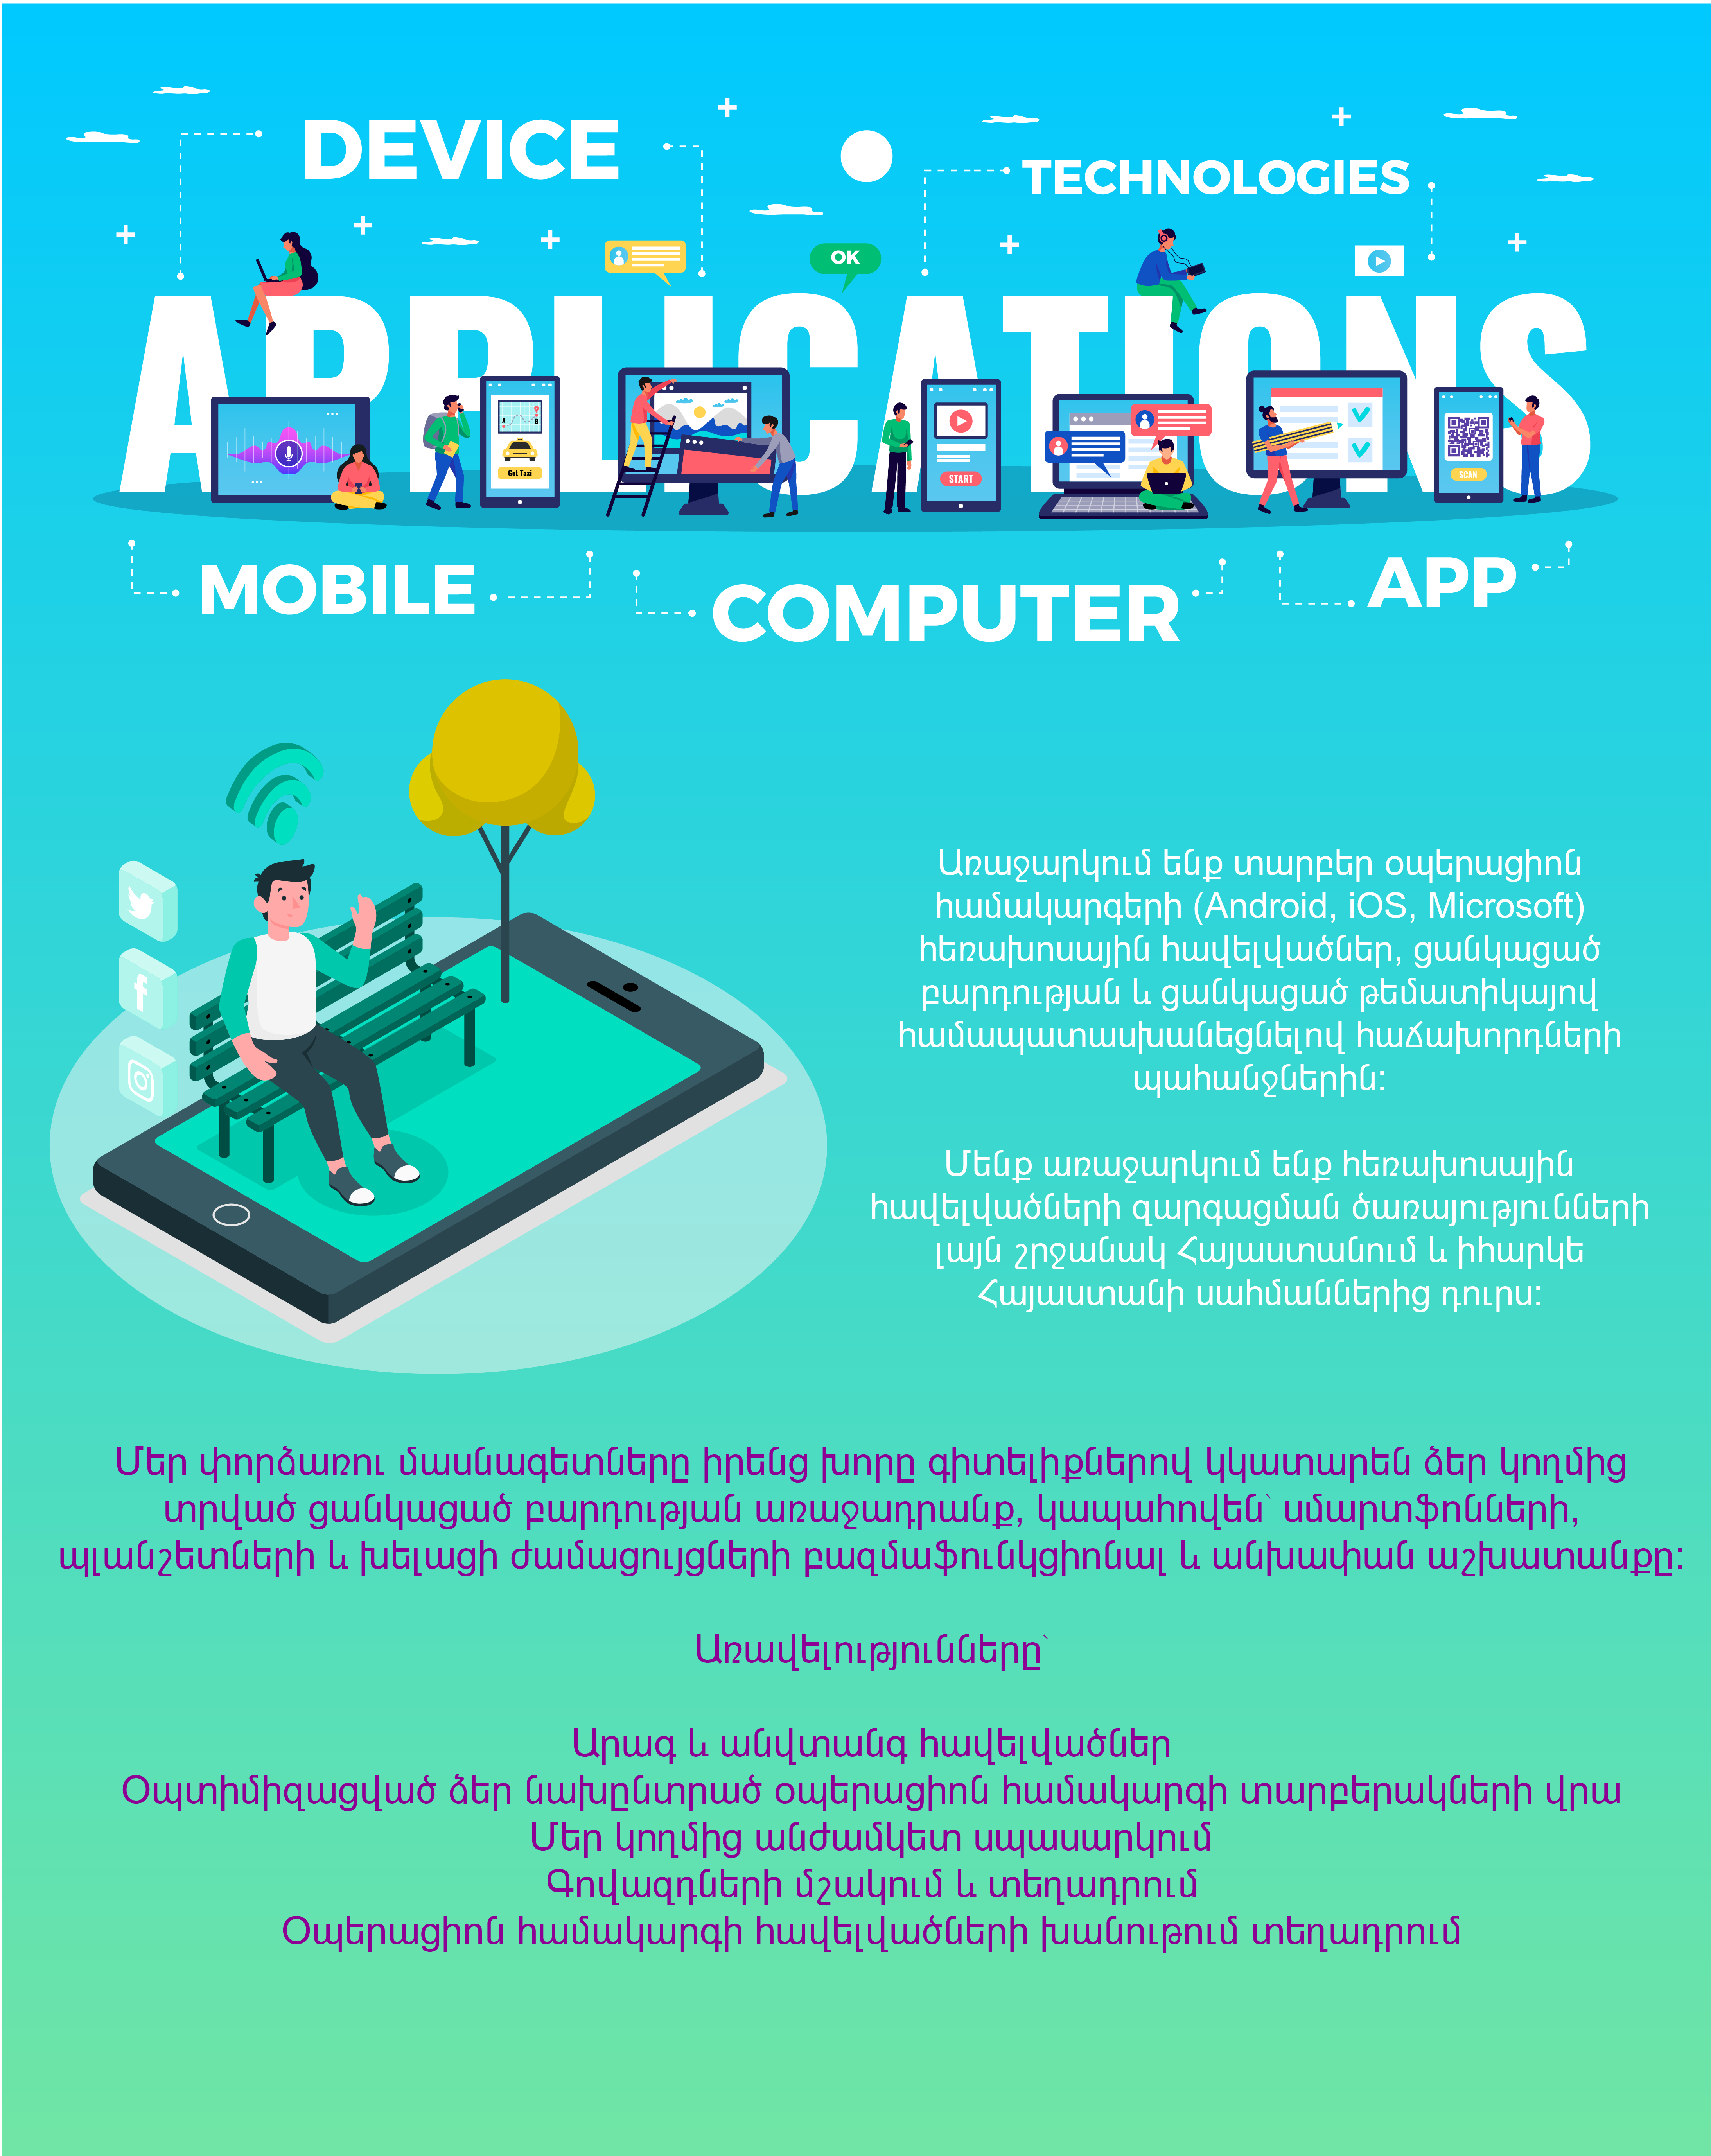 DEVICE
TECHNOLOGIES
OK
APPLICATIONS
A B
Get Taxi
START
SCAN
MOBILE
COMPUTER
APP
Առաջարկում ենք տարբեր օպերացիոն
համակարգերի (Android, iOS, Microsoft)
հեռախոսային հավելվածներ, ցանկացած
բարդության և ցանկացած թեմատիկայով
համապատասխանեցնելով հաճախորդների
պահանջներին:
Մենք առաջարկում ենք հեռախոսային
հավելվածների զարգացման ծառայությունների
լայն շրջանակ Հայաստանում և իհարկե
Հայաստանի սահմաններից դուրս:
Մեր փորձառու մասնագետները իրենց խորը գիտելիքներով կկատարեն ձեր կողմից
տրված ցանկացած բարդության առաջադրանք, կապահովեն՝ սմարտֆոնների,
պլանշետների և խելացի ժամացույցների բազմաֆունկցիոնալ և անխափան աշխատանքը:
Առավելությունները՝
Արագ և անվտանգ հավելվածներ
Օպտիմիզացված ձեր նախընտրած օպերացիոն համակարգի տարբերակների վրա
Մեր կողմից անժամկետ սպասարկում
Գովազդների մշակում և տեղադրում
Օպերացիոն համակարգի հավելվածների խանութում տեղադրում